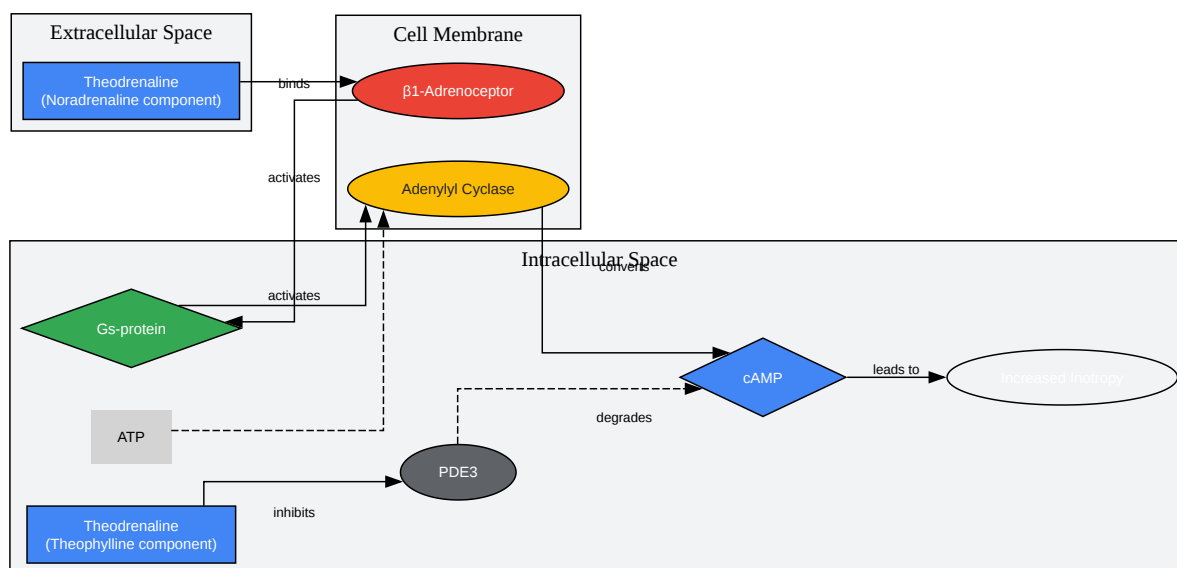 Extracellular Space
Cell Membrane
Theodrenaline
(Noradrenaline component)
binds
β1-Adrenoceptor
activates
Adenylyl Cyclase
Intracellular Space
converts
activates
Gs-protein
cAMP
leads to
Increased Inotropy
degrades
ATP
PDE3
inhibits
Theodrenaline
(Theophylline component)